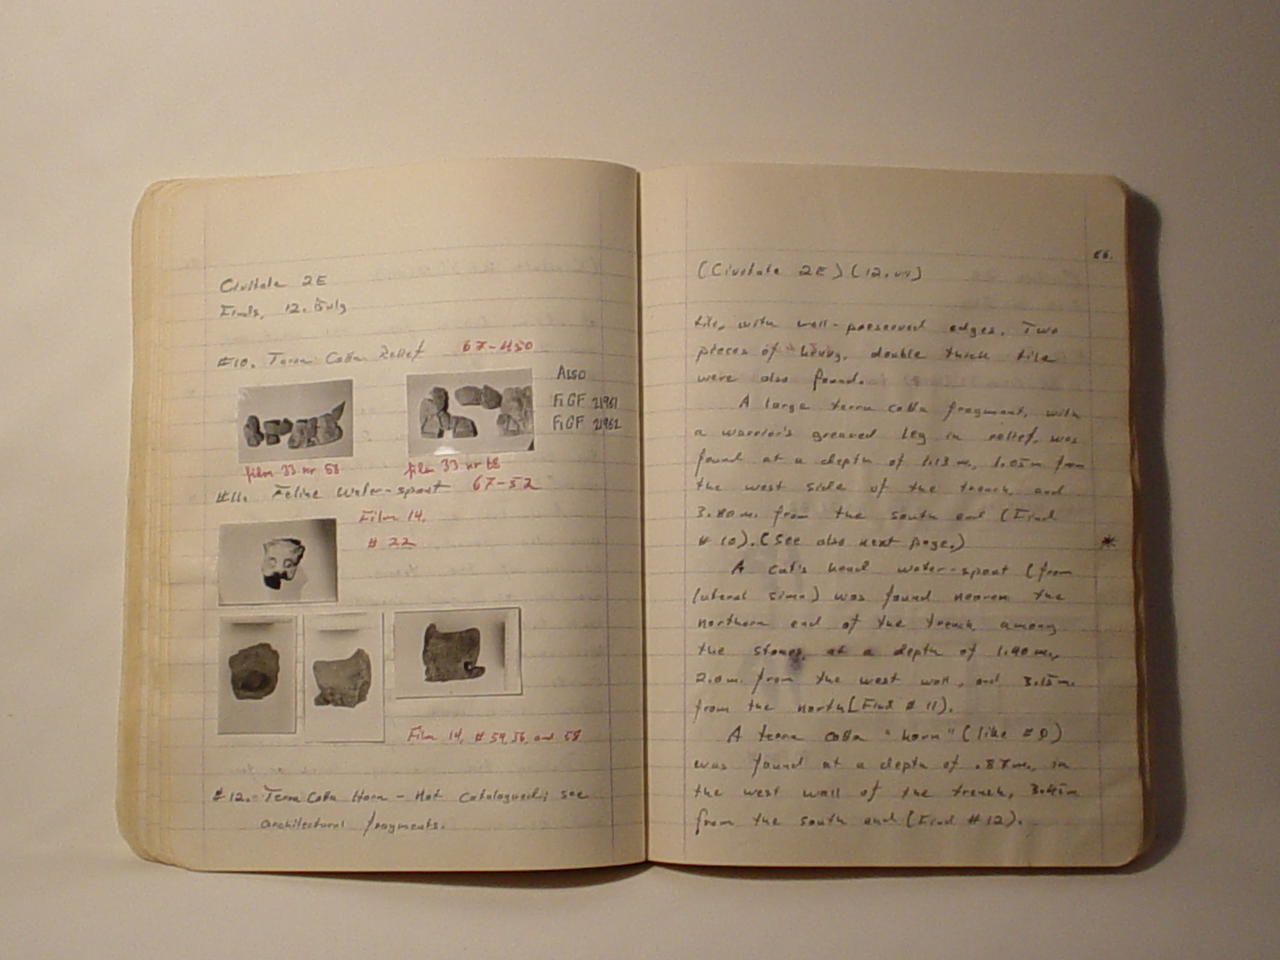 Civitate 2E
Finds, 12. July
#10. Terra Cotta Relief 67-450
ALSO
FiGF 21961
FiGF 21962
film 33 nr 58 film 33 nr 68
#11. Feline Water-spout 67-52
Film 14,
# 22
Film 14, # 54, 56, and 58
#12. Terra Cotta Horn - Not Catalogued; see
architectural fragments.
66.
(Civitate 2E) (12.vii)
tile, with well-preserved edges. Two
pieces of heavy, double thick tile
were also found.
A large terra cotta fragment, with
a warrior's greaved leg in relief, was
found at a depth of 1.13 m, 1.05m from
the west side of the trench, and
3.80m. from the south end (Find
# 10). (See also next page.) *
A cat's head water-spout (from
lateral sima) was found nearer the
northern end of the trench, among
the stones, at a depth of 1.40 m,
2.0m. from the west wall, and 3.15m.
from the north (Find # 11).
A terra cotta "horn" (like #9)
was found at a depth of .87m, in
the west wall of the trench, 3.45m
from the south end (Find #12).